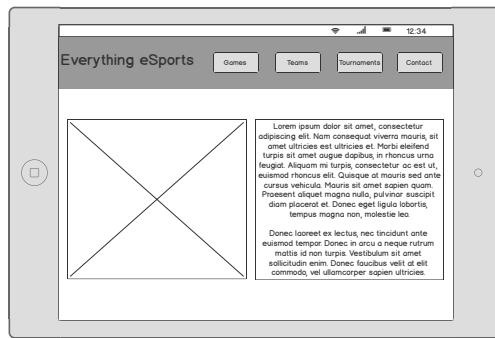 12:34
Everything eSports
Games
Teams
Tournaments
Contact
Lorem ipsum dolor sit amet, consectetur
adipiscing elit. Nam consequat viverra mauris, sit
amet ultricies est ultricies et. Morbi eleifend
turpis sit amet augue dapibus, in rhoncus urna
feugiat. Aliquam mi turpis, consectetur ac est ut,
euismod rhoncus elit. Quisque at mauris sed ante
cursus vehicula. Mauris sit amet sapien quam.
Praesent aliquet magna nulla, pulvinar suscipit
diam placerat et. Donec eget ligula lobortis,
tempus magna non, molestie leo.
Donec laoreet ex lectus, nec tincidunt ante
euismod tempor. Donec in arcu a neque rutrum
mattis id non turpis. Vestibulum sit amet
sollicitudin enim. Donec faucibus velit at elit
commodo, vel ullamcorper sapien ultricies.